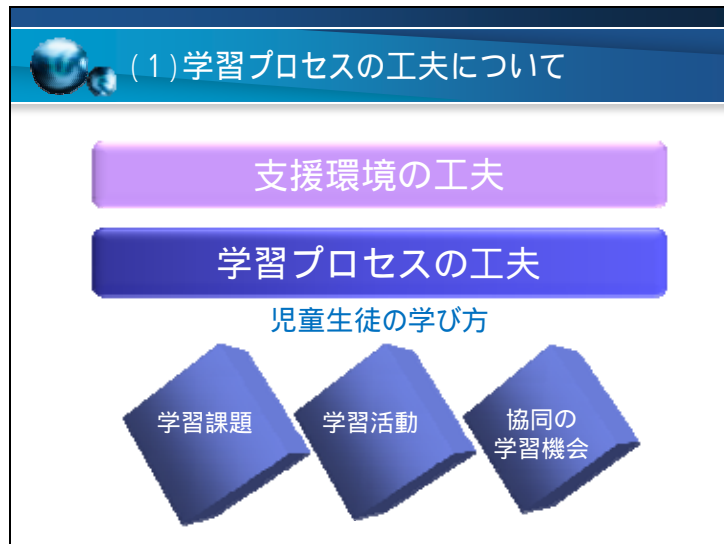 (1)学習プロセスの工夫について
支援環境の工夫
学習プロセスの工夫
児童生徒の学び方
学習課題
学習活動
協同の
学習機会